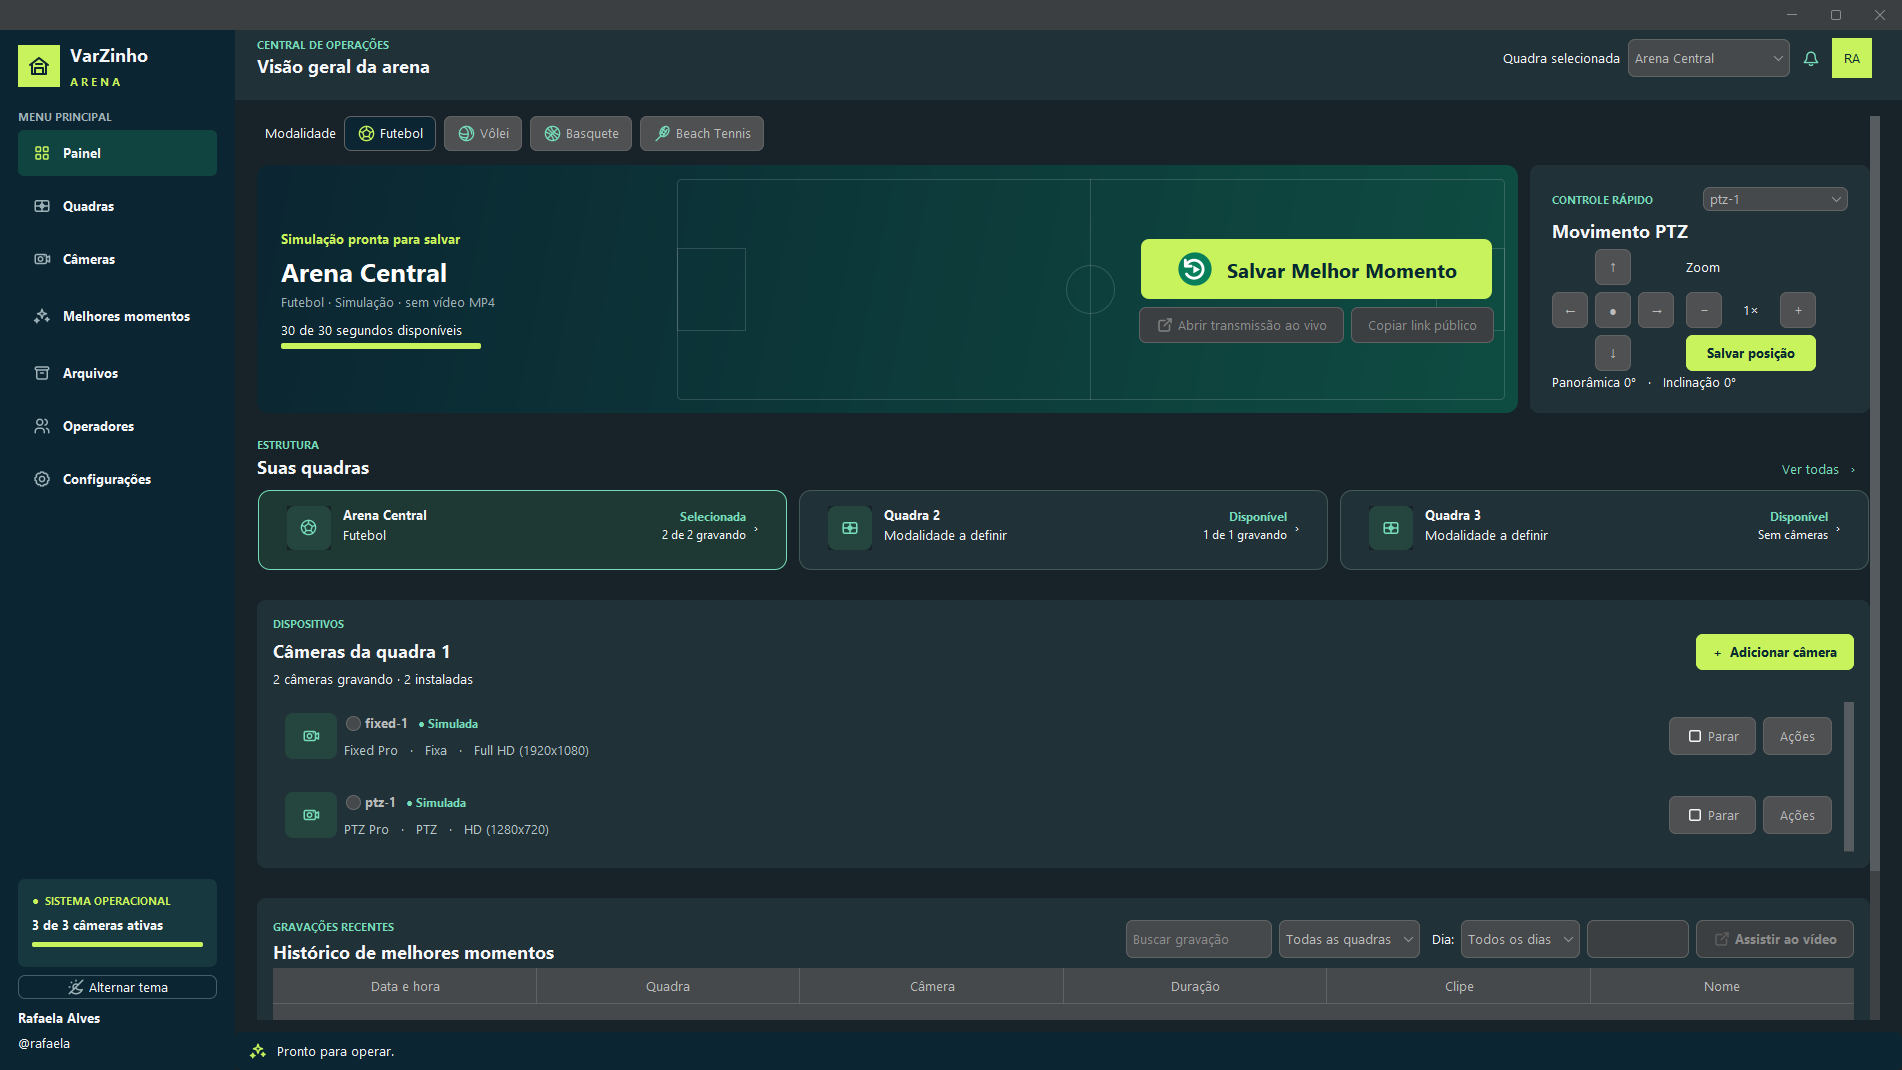 VarZinho
ARENA
MENU PRINCIPAL
Painel
Quadras
Câmeras
Melhores momentos
Arquivos
Operadores
Configurações
● SISTEMA OPERACIONAL
3 de 3 câmeras ativas
Alternar tema
Rafaela Alves
@rafaela
CENTRAL DE OPERAÇÕES
Visão geral da arena
Quadra selecionada
Arena Central
RA
Modalidade
Futebol
Vôlei
Basquete
Beach Tennis
Simulação pronta para salvar
Arena Central
Futebol · Simulação · sem vídeo MP4
30 de 30 segundos disponíveis
Salvar Melhor Momento
Abrir transmissão ao vivo
Copiar link público
CONTROLE RÁPIDO
ptz-1
Movimento PTZ
↑
Zoom
← ● →
− 1× +
↓
Salvar posição
Panorâmica 0° · Inclinação 0°
ESTRUTURA
Suas quadras
Ver todas ›
Arena Central
Futebol
Selecionada
2 de 2 gravando ›
Quadra 2
Modalidade a definir
Disponível
1 de 1 gravando ›
Quadra 3
Modalidade a definir
Disponível
Sem câmeras ›
DISPOSITIVOS
Câmeras da quadra 1
2 câmeras gravando · 2 instaladas
+ Adicionar câmera
fixed-1 ● Simulada
Fixed Pro · Fixa · Full HD (1920x1080)
Parar
Ações
ptz-1 ● Simulada
PTZ Pro · PTZ · HD (1280x720)
Parar
Ações
GRAVAÇÕES RECENTES
Histórico de melhores momentos
Buscar gravação
Todas as quadras
Dia:
Todos os dias
Assistir ao vídeo
Data e hora
Quadra
Câmera
Duração
Clipe
Nome
Pronto para operar.